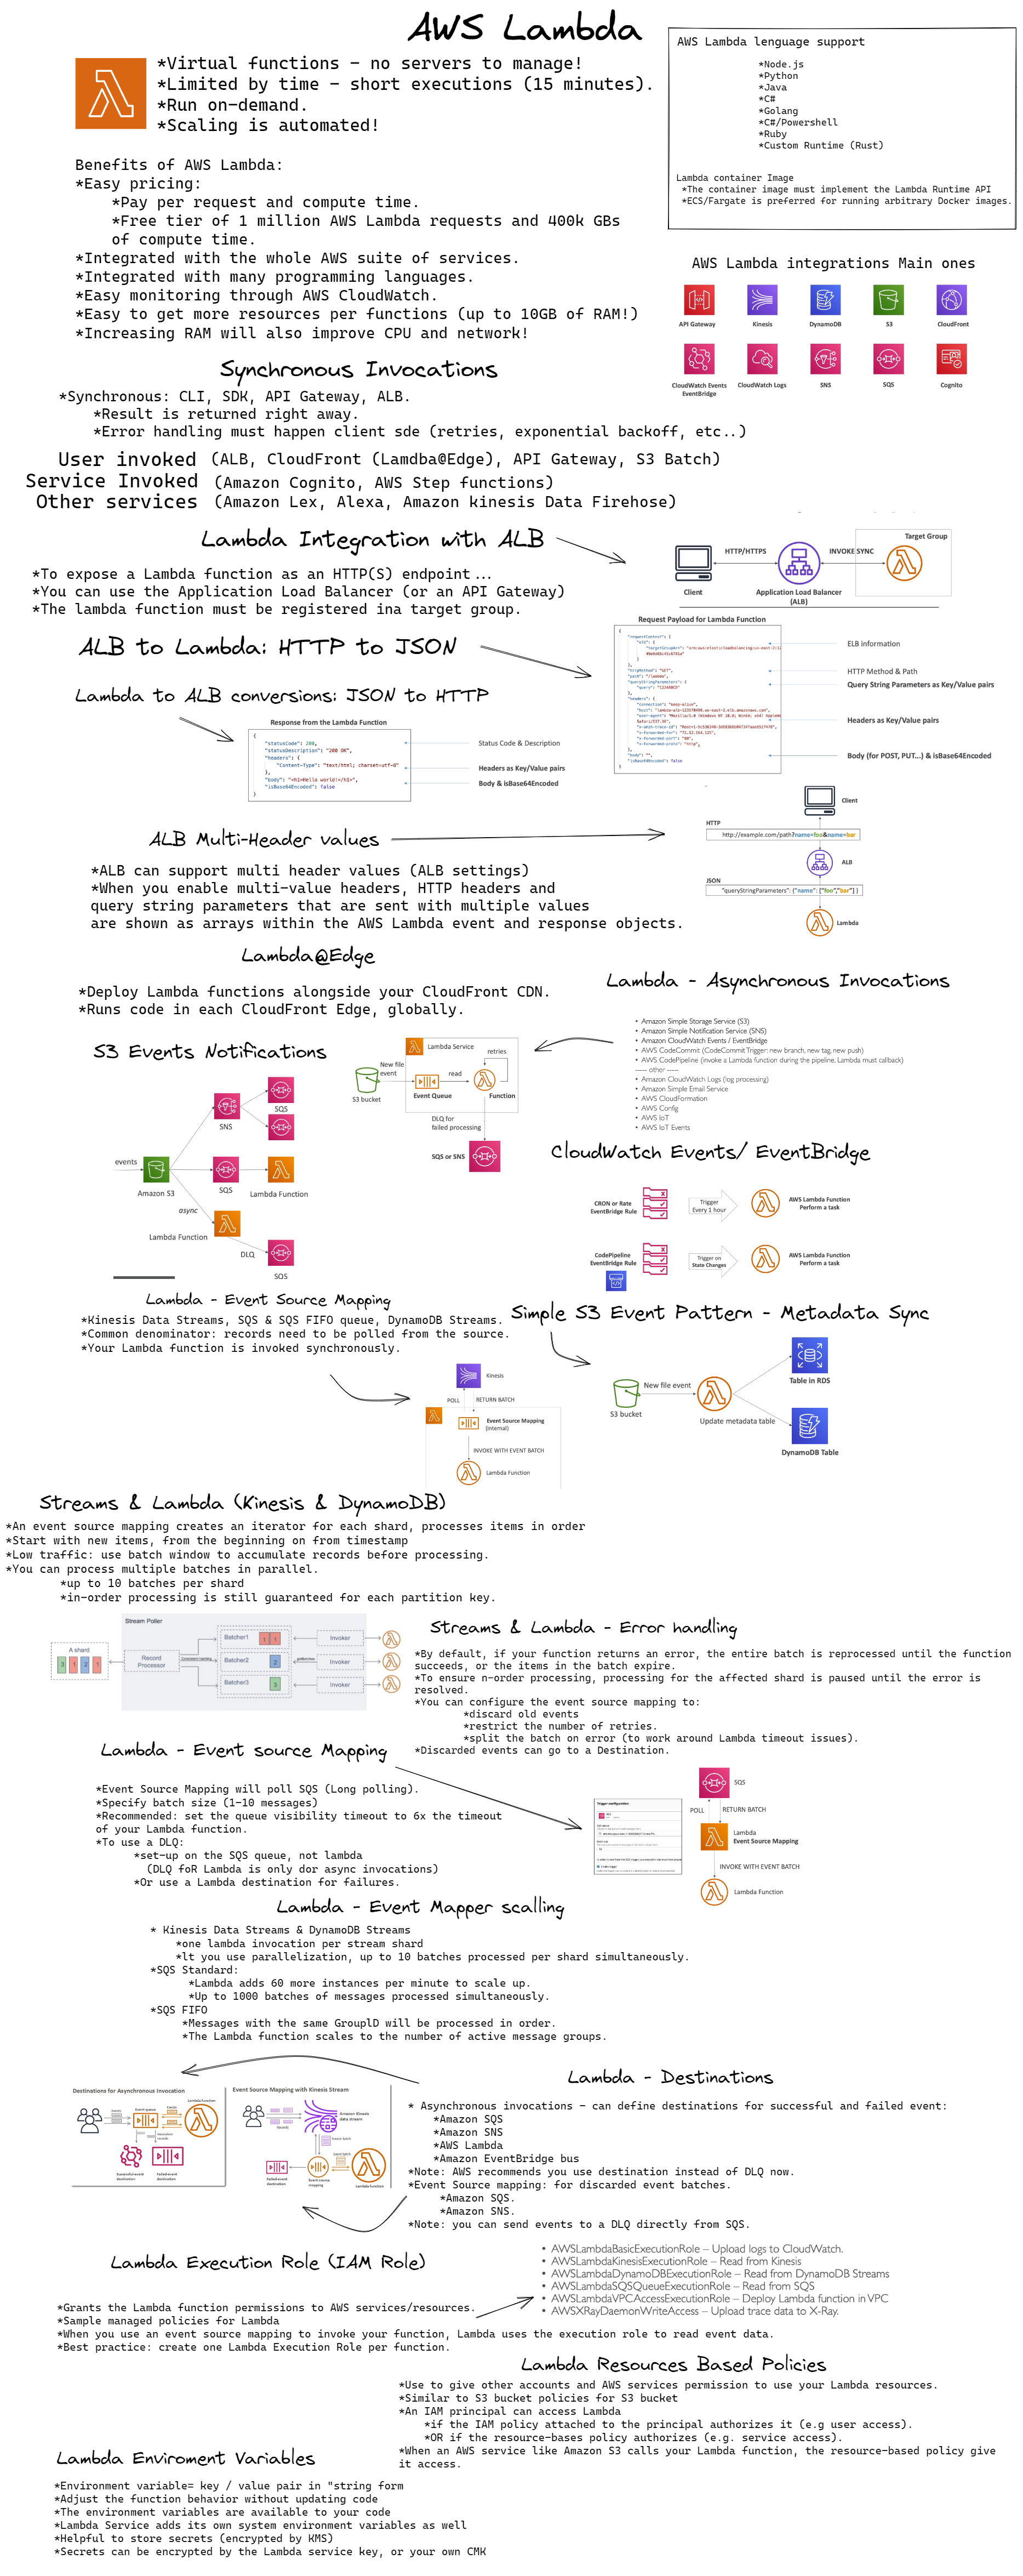 AWS Lambda
*Virtual functions - no servers to manage!
*Limited by time - short executions (15 minutes).
*Run on-demand.
*Scaling is automated!
AWS Lambda lenguage support
*Node.js
*Python
*Java
*C#
*Golang
*C#/Powershell
*Ruby
*Custom Runtime (Rust)
Lambda container Image
*The container image must implement the Lambda Runtime API
*ECS/Fargate is preferred for running arbitrary Docker images.
Benefits of AWS Lambda:
*Easy pricing:
*Pay per request and compute time.
*Free tier of 1 million AWS Lambda requests and 400k GBs
of compute time.
*Integrated with the whole AWS suite of services.
*Integrated with many programming languages.
*Easy monitoring through AWS CloudWatch.
*Easy to get more resources per functions (up to 10GB of RAM!)
*Increasing RAM will also improve CPU and network!
AWS Lambda integrations Main ones
API Gateway
Kinesis
DynamoDB
S3
CloudFront
CloudWatch Events
EventBridge
CloudWatch Logs
SNS
SQS
Cognito
Synchronous Invocations
*Synchronous: CLI, SDK, API Gateway, ALB.
*Result is returned right away.
*Error handling must happen client sde (retries, exponential backoff, etc..)
User invoked (ALB, CloudFront (Lamdba@Edge), API Gateway, S3 Batch)
Service Invoked (Amazon Cognito, AWS Step functions)
Other services (Amazon Lex, Alexa, Amazon kinesis Data Firehose)
Lambda Integration with ALB
*To expose a Lambda function as an HTTP(S) endpoint...
*You can use the Application Load Balancer (or an API Gateway)
*The lambda function must be registered ina target group.
Target Group
HTTP/HTTPS
INVOKE SYNC
Client
Application Load Balancer
(ALB)
ALB to Lambda: HTTP to JSON
Request Payload for Lambda Function
ELB information
HTTP Method & Path
Query String Parameters as Key/Value pairs
Headers as Key/Value pairs
Body (for POST, PUT...) & isBase64Encoded
Lambda to ALB conversions: JSON to HTTP
Response from the Lambda Function
{
"statusCode": 200,
"statusDescription": "200 OK",
"headers": {
"Content-Type": "text/html; charset=utf-8"
},
"body": "<h1>Hello world!</h1>",
"isBase64Encoded": false
}
Status Code & Description
Headers as Key/Value pairs
Body & isBase64Encoded
ALB Multi-Header values
*ALB can support multi header values (ALB settings)
*When you enable multi-value headers, HTTP headers and
query string parameters that are sent with multiple values
are shown as arrays within the AWS Lambda event and response objects.
Client
HTTP
http://example.com/path?name=foo&name=bar
ALB
JSON
"queryStringParameters": {"name": ["foo","bar"] }
Lambda
Lambda@Edge
*Deploy Lambda functions alongside your CloudFront CDN.
*Runs code in each CloudFront Edge, globally.
Lambda - Asynchronous Invocations
• Amazon Simple Storage Service (S3)
• Amazon Simple Notification Service (SNS)
• Amazon CloudWatch Events / EventBridge
• AWS CodeCommit (CodeCommit Trigger: new branch, new tag, new push)
• AWS CodePipeline (invoke a Lambda function during the pipeline, Lambda must callback)
----- other -----
• Amazon CloudWatch Logs (log processing)
• Amazon Simple Email Service
• AWS CloudFormation
• AWS Config
• AWS IoT
• AWS IoT Events
Lambda Service
retries
New file
event
read
S3 bucket
Event Queue
Function
DLQ for
failed processing
SQS or SNS
S3 Events Notifications
SQS
SNS
events
Amazon S3
SQS
Lambda Function
async
Lambda Function
DLQ
SQS
CloudWatch Events/ EventBridge
CRON or Rate
EventBridge Rule
Trigger
Every 1 hour
AWS Lambda Function
Perform a task
CodePipeline
EventBridge Rule
Trigger on
State Changes
AWS Lambda Function
Perform a task
Lambda - Event Source Mapping
*Kinesis Data Streams, SQS & SQS FIFO queue, DynamoDB Streams.
*Common denominator: records need to be polled from the source.
*Your Lambda function is invoked synchronously.
Kinesis
POLL
RETURN BATCH
Event Source Mapping
(internal)
INVOKE WITH EVENT BATCH
Lambda Function
Simple S3 Event Pattern - Metadata Sync
New file event
S3 bucket
Update metadata table
Table in RDS
DynamoDB Table
Streams & Lambda (Kinesis & DynamoDB)
*An event source mapping creates an iterator for each shard, processes items in order
*Start with new items, from the beginning on from timestamp
*Low traffic: use batch window to accumulate records before processing.
*You can process multiple batches in parallel.
*up to 10 batches per shard
*in-order processing is still guaranteed for each partition key.
Stream Poller
A shard
3 1 2 1
Record
Processor
Batcher1
1 1
Batcher2
2
Batcher3
3
Invoker
Invoker
Invoker
Streams & Lambda - Error handling
*By default, if your function returns an error, the entire batch is reprocessed until the function
succeeds, or the items in the batch expire.
*To ensure n-order processing, processing for the affected shard is paused until the error is
resolved.
*You can configure the event source mapping to:
*discard old events
*restrict the number of retries.
*split the batch on error (to work around Lambda timeout issues).
*Discarded events can go to a Destination.
Lambda - Event source Mapping
*Event Source Mapping will poll SQS (Long polling).
*Specify batch size (1-10 messages)
*Recommended: set the queue visibility timeout to 6x the timeout
of your Lambda function.
*To use a DLQ:
*set-up on the SQS queue, not lambda
(DLQ foR Lambda is only dor async invocations)
*Or use a Lambda destination for failures.
Trigger configuration
SQS
POLL
RETURN BATCH
Lambda
Event Source Mapping
INVOKE WITH EVENT BATCH
Lambda Function
Lambda - Event Mapper scalling
* Kinesis Data Streams & DynamoDB Streams
*one lambda invocation per stream shard
*lt you use parallelization, up to 10 batches processed per shard simultaneously.
*SQS Standard:
*Lambda adds 60 more instances per minute to scale up.
*Up to 1000 batches of messages processed simultaneously.
*SQS FIFO
*Messages with the same GrouplD will be processed in order.
*The Lambda function scales to the number of active message groups.
Destinations for Asynchronous Invocation
Event queue
Lambda function
Successful-event
destination
Failed-event
destination
Event Source Mapping with Kinesis Stream
Amazon Kinesis
data stream
Failed-event
destination
Event source
mapping
Lambda function
Lambda - Destinations
* Asynchronous invocations - can define destinations for successful and failed event:
*Amazon SQS
*Amazon SNS
*AWS Lambda
*Amazon EventBridge bus
*Note: AWS recommends you use destination instead of DLQ now.
*Event Source mapping: for discarded event batches.
*Amazon SQS.
*Amazon SNS.
*Note: you can send events to a DLQ directly from SQS.
Lambda Execution Role (IAM Role)
*Grants the Lambda function permissions to AWS services/resources.
*Sample managed policies for Lambda
*When you use an event source mapping to invoke your function, Lambda uses the execution role to read event data.
*Best practice: create one Lambda Execution Role per function.
• AWSLambdaBasicExecutionRole – Upload logs to CloudWatch.
• AWSLambdaKinesisExecutionRole – Read from Kinesis
• AWSLambdaDynamoDBExecutionRole – Read from DynamoDB Streams
• AWSLambdaSQSQueueExecutionRole – Read from SQS
• AWSLambdaVPCAccessExecutionRole – Deploy Lambda function in VPC
• AWSXRayDaemonWriteAccess – Upload trace data to X-Ray.
Lambda Resources Based Policies
*Use to give other accounts and AWS services permission to use your Lambda resources.
*Similar to S3 bucket policies for S3 bucket
*An IAM principal can access Lambda
*if the IAM policy attached to the principal authorizes it (e.g user access).
*OR if the resource-bases policy authorizes (e.g. service access).
*When an AWS service like Amazon S3 calls your Lambda function, the resource-based policy give
it access.
Lambda Enviroment Variables
*Environment variable= key / value pair in "string form
*Adjust the function behavior without updating code
*The environment variables are available to your code
*Lambda Service adds its own system environment variables as well
*Helpful to store secrets (encrypted by KMS)
*Secrets can be encrypted by the Lambda service key, or your own CMK